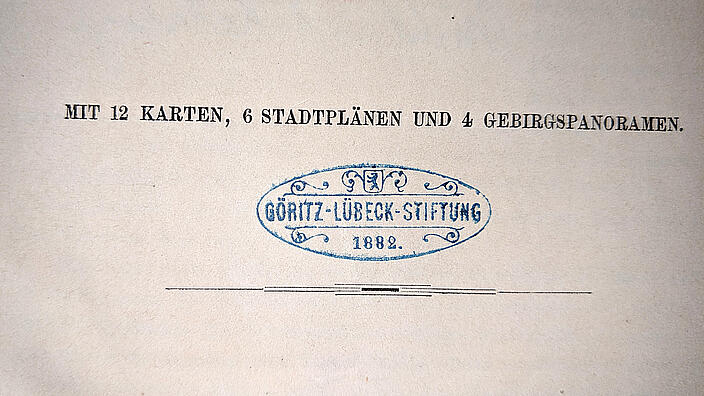 MIT 12 KARTEN, 6 STADTPLÄNEN UND 4 GEBIRGSPANORAMEN.
GÖRITZ-LÜBECK-STIFTUNG
1882.